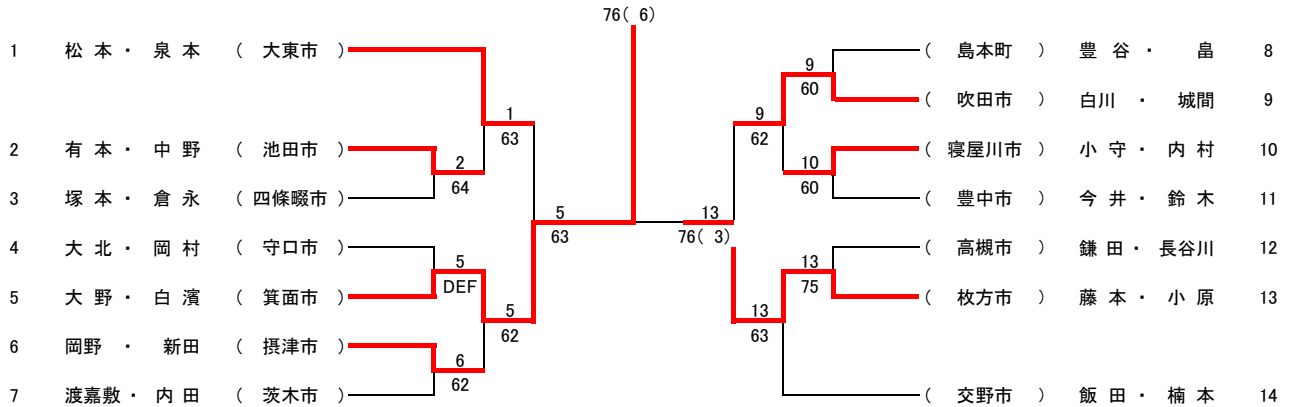 76( 6)
1 松 本 ・ 泉 本 ( 大東市 ) ( 島本町 ) 豊 谷 ・ 畠 8
9
60 ( 吹田市 ) 白川 ・ 城間 9
1 9
63 62
2 有 本 ・ 中 野 ( 池田市 ) ( 寝屋川市 ) 小 守 ・ 内 村 10
2 10
64 60
3 塚 本 ・ 倉 永 ( 四條畷市 ) ( 豊中市 ) 今 井 ・ 鈴 木 11
5 13
63 76( 3)
4 大 北 ・ 岡 村 ( 守口市 ) ( 高槻市 ) 鎌 田 ・ 長谷川 12
5 13
DEF 75
5 大 野 ・ 白 濱 ( 箕面市 ) ( 枚方市 ) 藤 本 ・ 小 原 13
5 13
62 63
6 岡野 ・ 新田 ( 摂津市 )
6
62
7 渡嘉敷 ・ 内 田 ( 茨木市 ) ( 交野市 ) 飯 田 ・ 楠 本 14